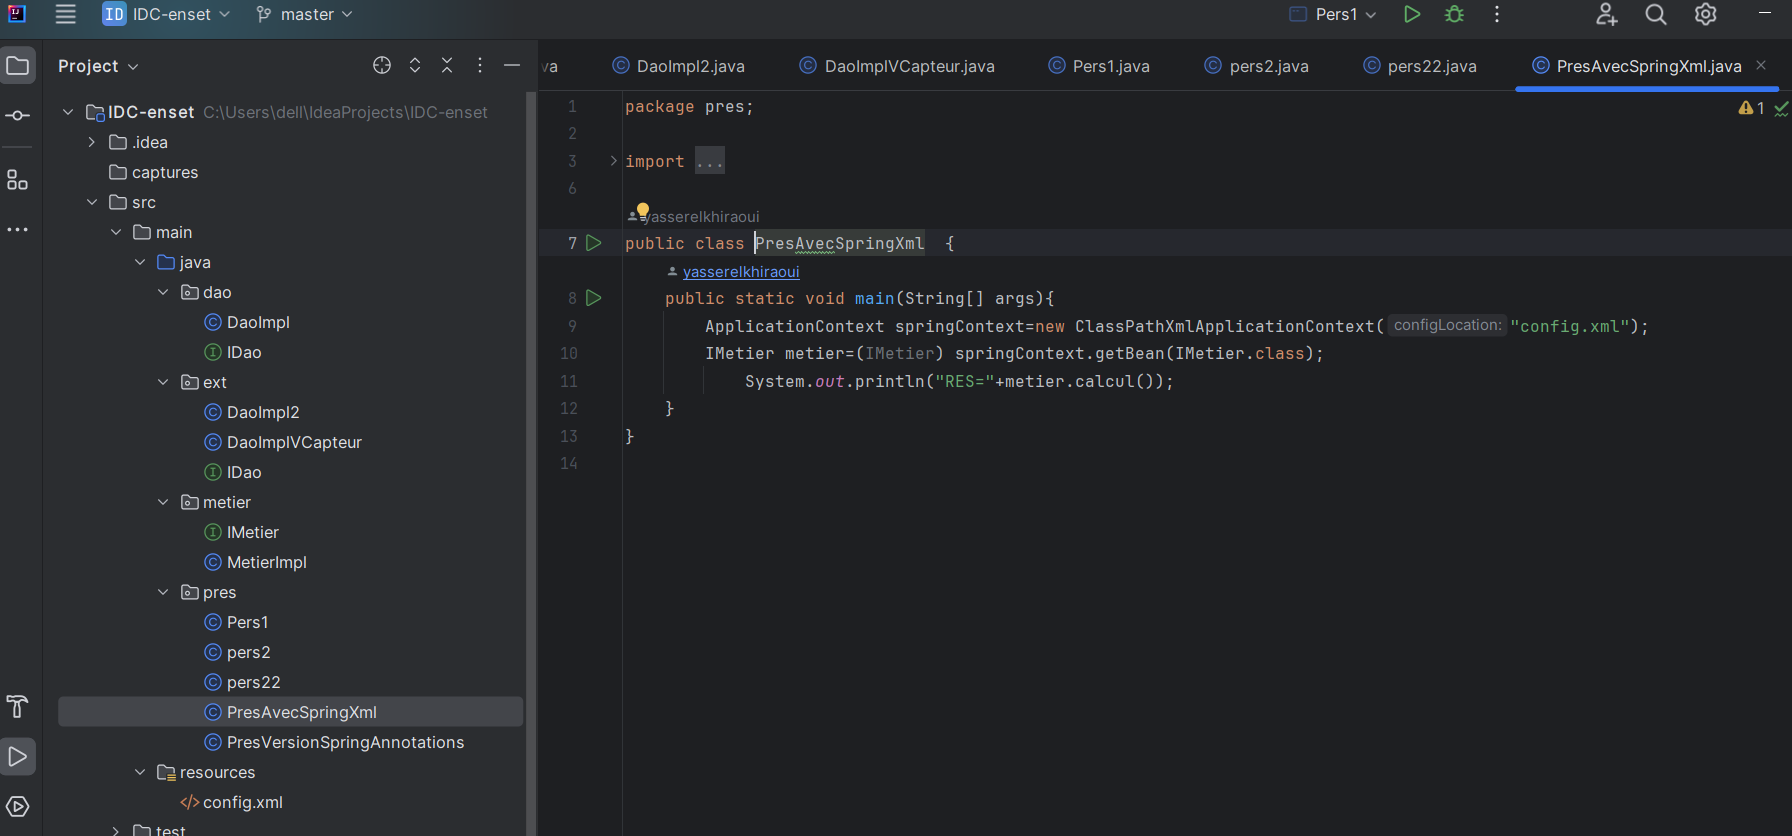 IDC-enset
master
Pers1
Project
IDC-enset C:\Users\dell\IdeaProjects\IDC-enset
.idea
captures
src
main
java
dao
DaoImpl
IDao
ext
DaoImpl2
DaoImplVCapteur
IDao
metier
IMetier
MetierImpl
pres
Pers1
pers2
pers22
PresAvecSpringXml
PresVersionSpringAnnotations
resources
config.xml
test
va DaoImpl2.java DaoImplVCapteur.java Pers1.java pers2.java pers22.java PresAvecSpringXml.java
1 package pres;
1
2
3 import ...
6
yasserelkhiraoui
7 public class PresAvecSpringXml {
yasserelkhiraoui
8 public static void main(String[] args){
9 ApplicationContext springContext=new ClassPathXmlApplicationContext( configLocation: "config.xml");
10 IMetier metier=(IMetier) springContext.getBean(IMetier.class);
11 System.out.println("RES="+metier.calcul());
12 }
13 }
14